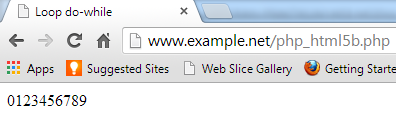 Loop do-while
www.example.net/php_html5b.php
Apps Suggested Sites Web Slice Gallery Getting Starte
0123456789